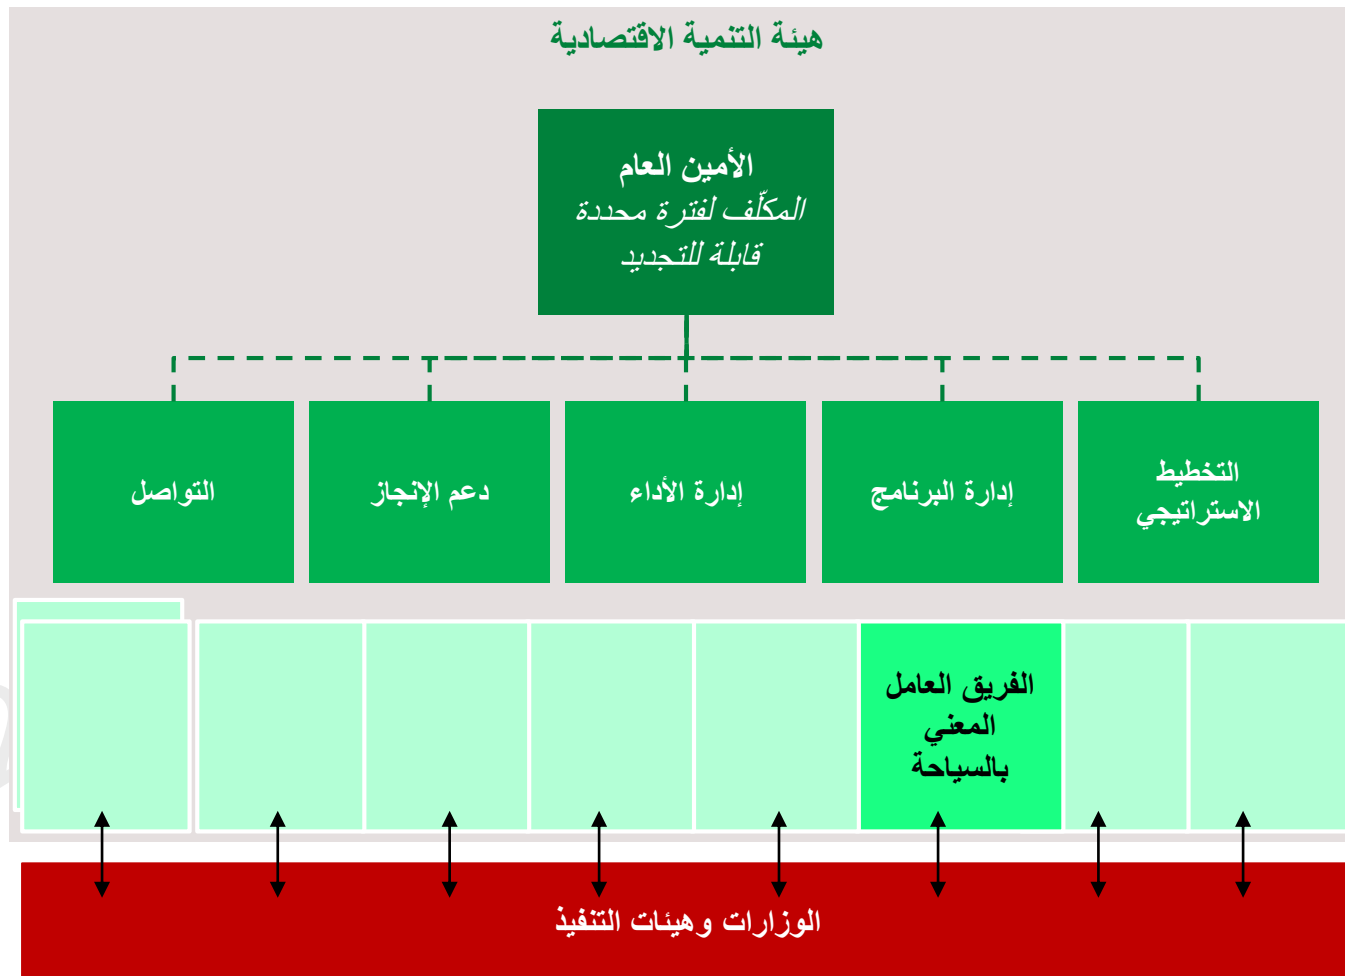 هيئة التنمية الاقتصادية
الأمين العام
المكلّف لفترة محددة
قابلة للتجديد
التخطيط
الاستراتيجي
إدارة البرنامج
إدارة الأداء
دعم الإنجاز
التواصل
الفريق العامل
المعني
بالسياحة
الوزارات وهيئات التنفيذ